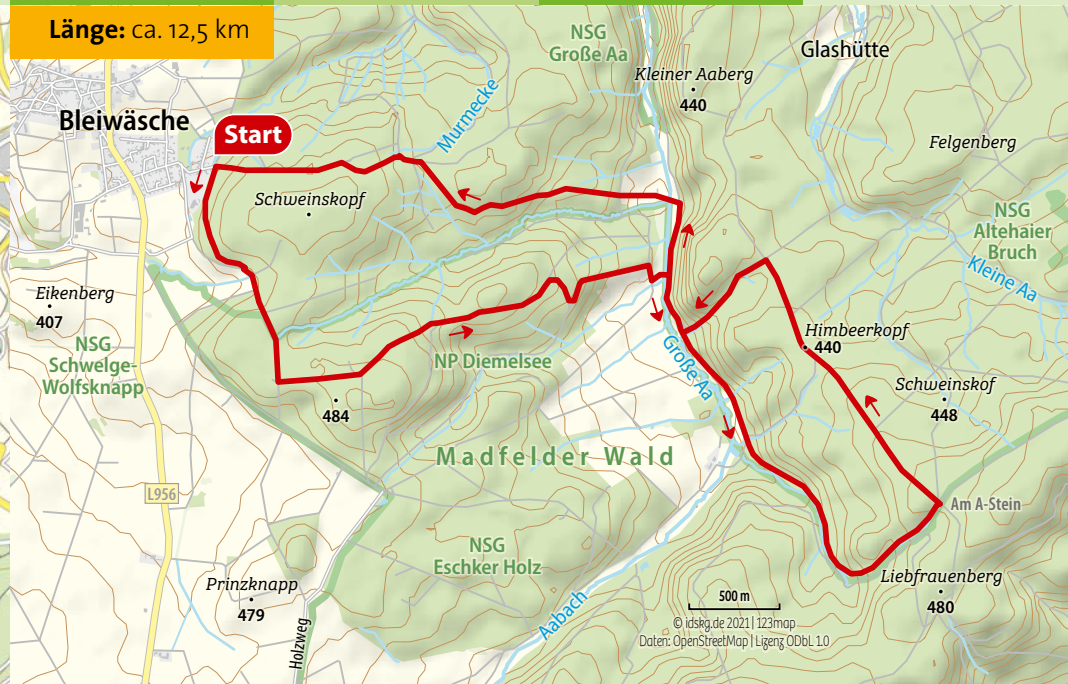 Länge: ca. 12,5 km
NSG
Große Aa
Glashütte
Kleiner Aaberg
440
Murmecke
Bleiwäsche
Start
Felgenberg
Schweinskopf
NSG
Altehaier
Bruch
Kleine Aa
Eikenberg
407
Himbeerkopf
440
NSG
Schwelge-
Wolfsknapp
NP Diemelsee
Große Aa
Schweinskof
448
484
Madfelder Wald
L956
Am A-Stein
NSG
Eschker Holz
Prinzknapp
479
Liebfrauenberg
480
500 m
Aabach
Holzweg
© idskg.de 2021 | 123map
Daten: OpenStreetMap | Lizenz ODbL 1.0